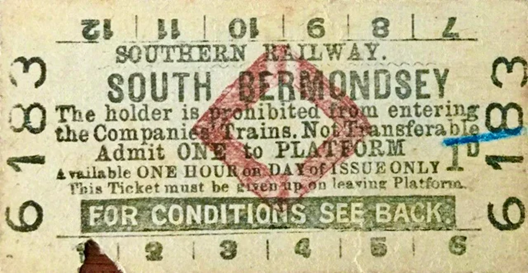 12 | 11 | 10 | 9 | 8 | 7
SOUTHERN RAILWAY.
SOUTH BERMONDSEY
The holder is prohibited from entering
the Companies' Trains. Not Transferable
Admit ONE to PLATFORM 1D
Available ONE HOUR on DAY of ISSUE ONLY
This Ticket must be given up on leaving Platform.
FOR CONDITIONS SEE BACK.
1 | 2 | 3 | 4 | 5 | 6
6183
6183